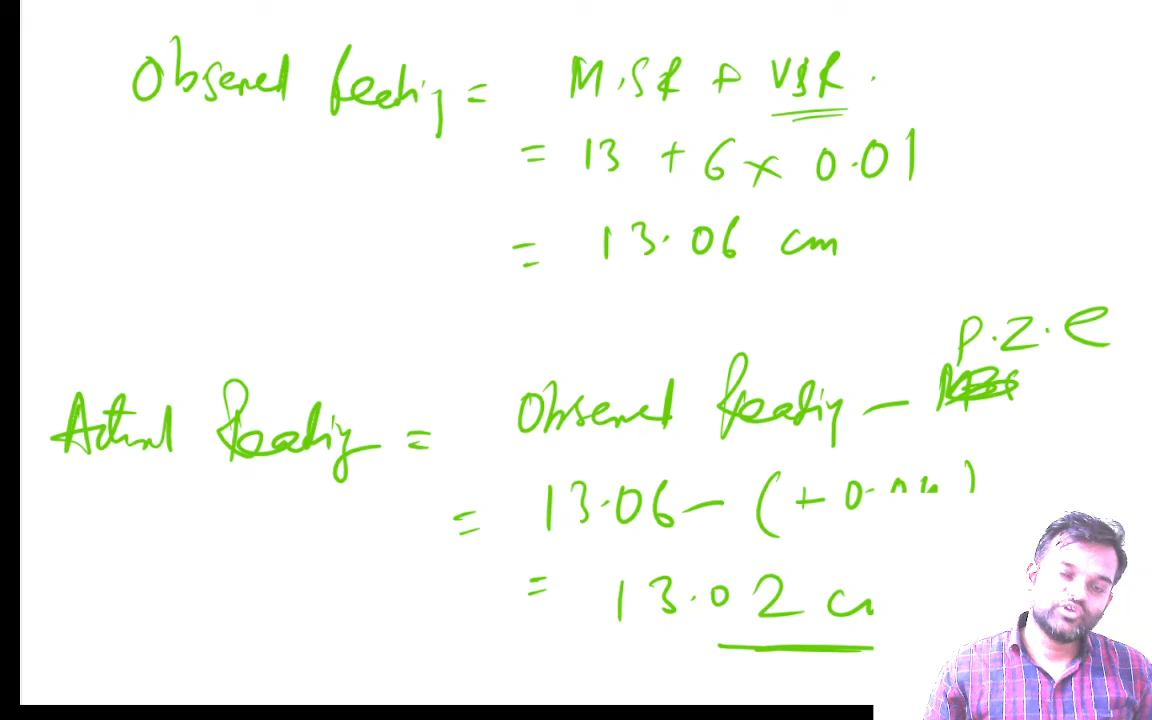 Observed Reading = M.S.R + VSR.
= 13 + 6 × 0.01
= 13.06 cm
P.Z.e
Actual Reading = Observed Reading –
= 13.06 – (+ 0.04)
= 13.02 c